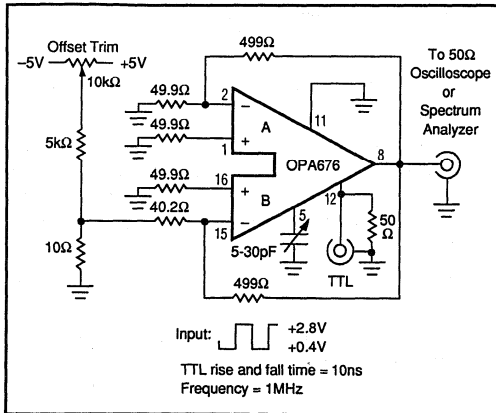 Offset Trim
–5V
+5V
10kΩ
5kΩ
10Ω
499Ω
49.9Ω
49.9Ω
49.9Ω
40.2Ω
2
–
A
+
1
16
+
B
–
15
11
OPA676
8
12
5
5-30pF
50
Ω
TTL
499Ω
To 50Ω
Oscilloscope
or
Spectrum
Analyzer
Input:
+2.8V
+0.4V
TTL rise and fall time = 10ns
Frequency = 1MHz